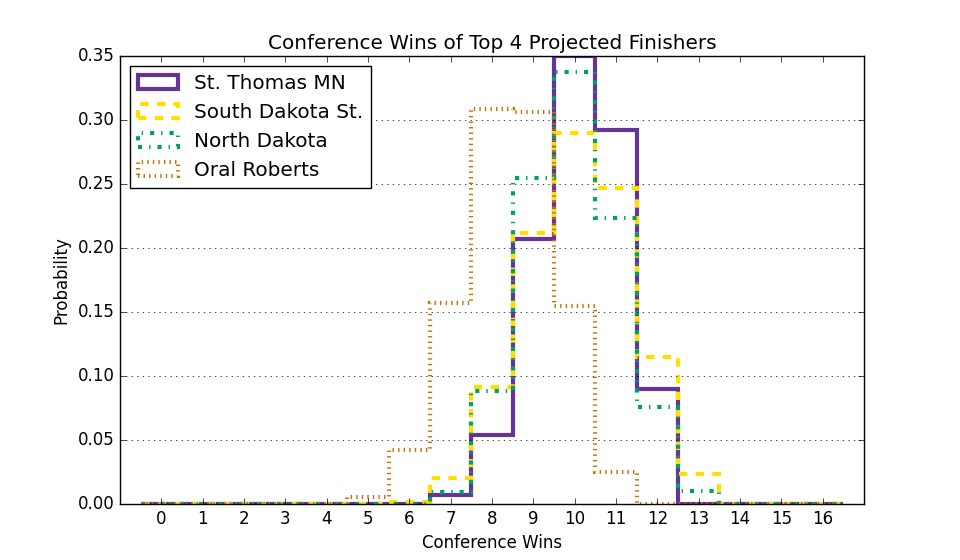 Conference Wins of Top 4 Projected Finishers
0.35
0.30
0.25
0.20
0.15
0.10
0.05
0.00
Probability
St. Thomas MN
South Dakota St.
North Dakota
Oral Roberts
0 1 2 3 4 5 6 7 8 9 10 11 12 13 14 15 16
Conference Wins